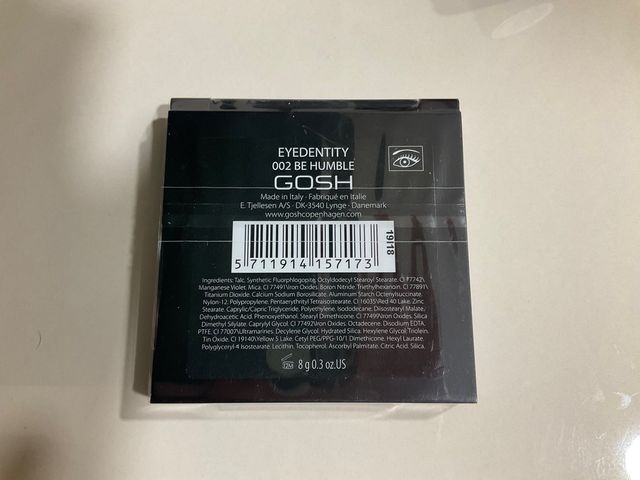 EYEDENTITY
002 BE HUMBLE
GOSH
Made in Italy · Fabriqué en Italie
E. Tjellesen A/S · DK-3540 Lynge · Danemark
www.goshcopenhagen.com
19I18
5 711914 157173
Ingredients: Talc. Synthetic Fluorphlogopite. Octyldodecyl Stearoyl Stearate. CI 77742\
Manganese Violet. Mica. CI 77491\Iron Oxides. Boron Nitride. Triethylhexanoin. CI 77891\
Titanium Dioxide. Calcium Sodium Borosilicate. Aluminum Starch Octenylsuccinate.
Nylon-12. Polypropylene. Pentaerythrityl Tetraisostearate. CI 16035\Red 40 Lake. Zinc
Stearate. Caprylic/Capric Triglyceride. Polyethylene. Isododecane. Diisostearyl Malate.
Dehydroacetic Acid. Phenoxyethanol. Stearyl Dimethicone. CI 77499\Iron Oxides. Silica
Dimethyl Silylate. Caprylyl Glycol. CI 77492\Iron Oxides. Octadecene. Disodium EDTA.
PTFE. CI 77007\Ultramarines. Decylene Glycol. Hydrated Silica. Hexylene Glycol. Triolein.
Tin Oxide. CI 19140\Yellow 5 Lake. Cetyl PEG/PPG-10/1 Dimethicone. Hexyl Laurate.
Polyglyceryl-4 Isostearate. Lecithin. Tocopherol. Ascorbyl Palmitate. Citric Acid. Silica.
12M
8 g 0.3 oz.US